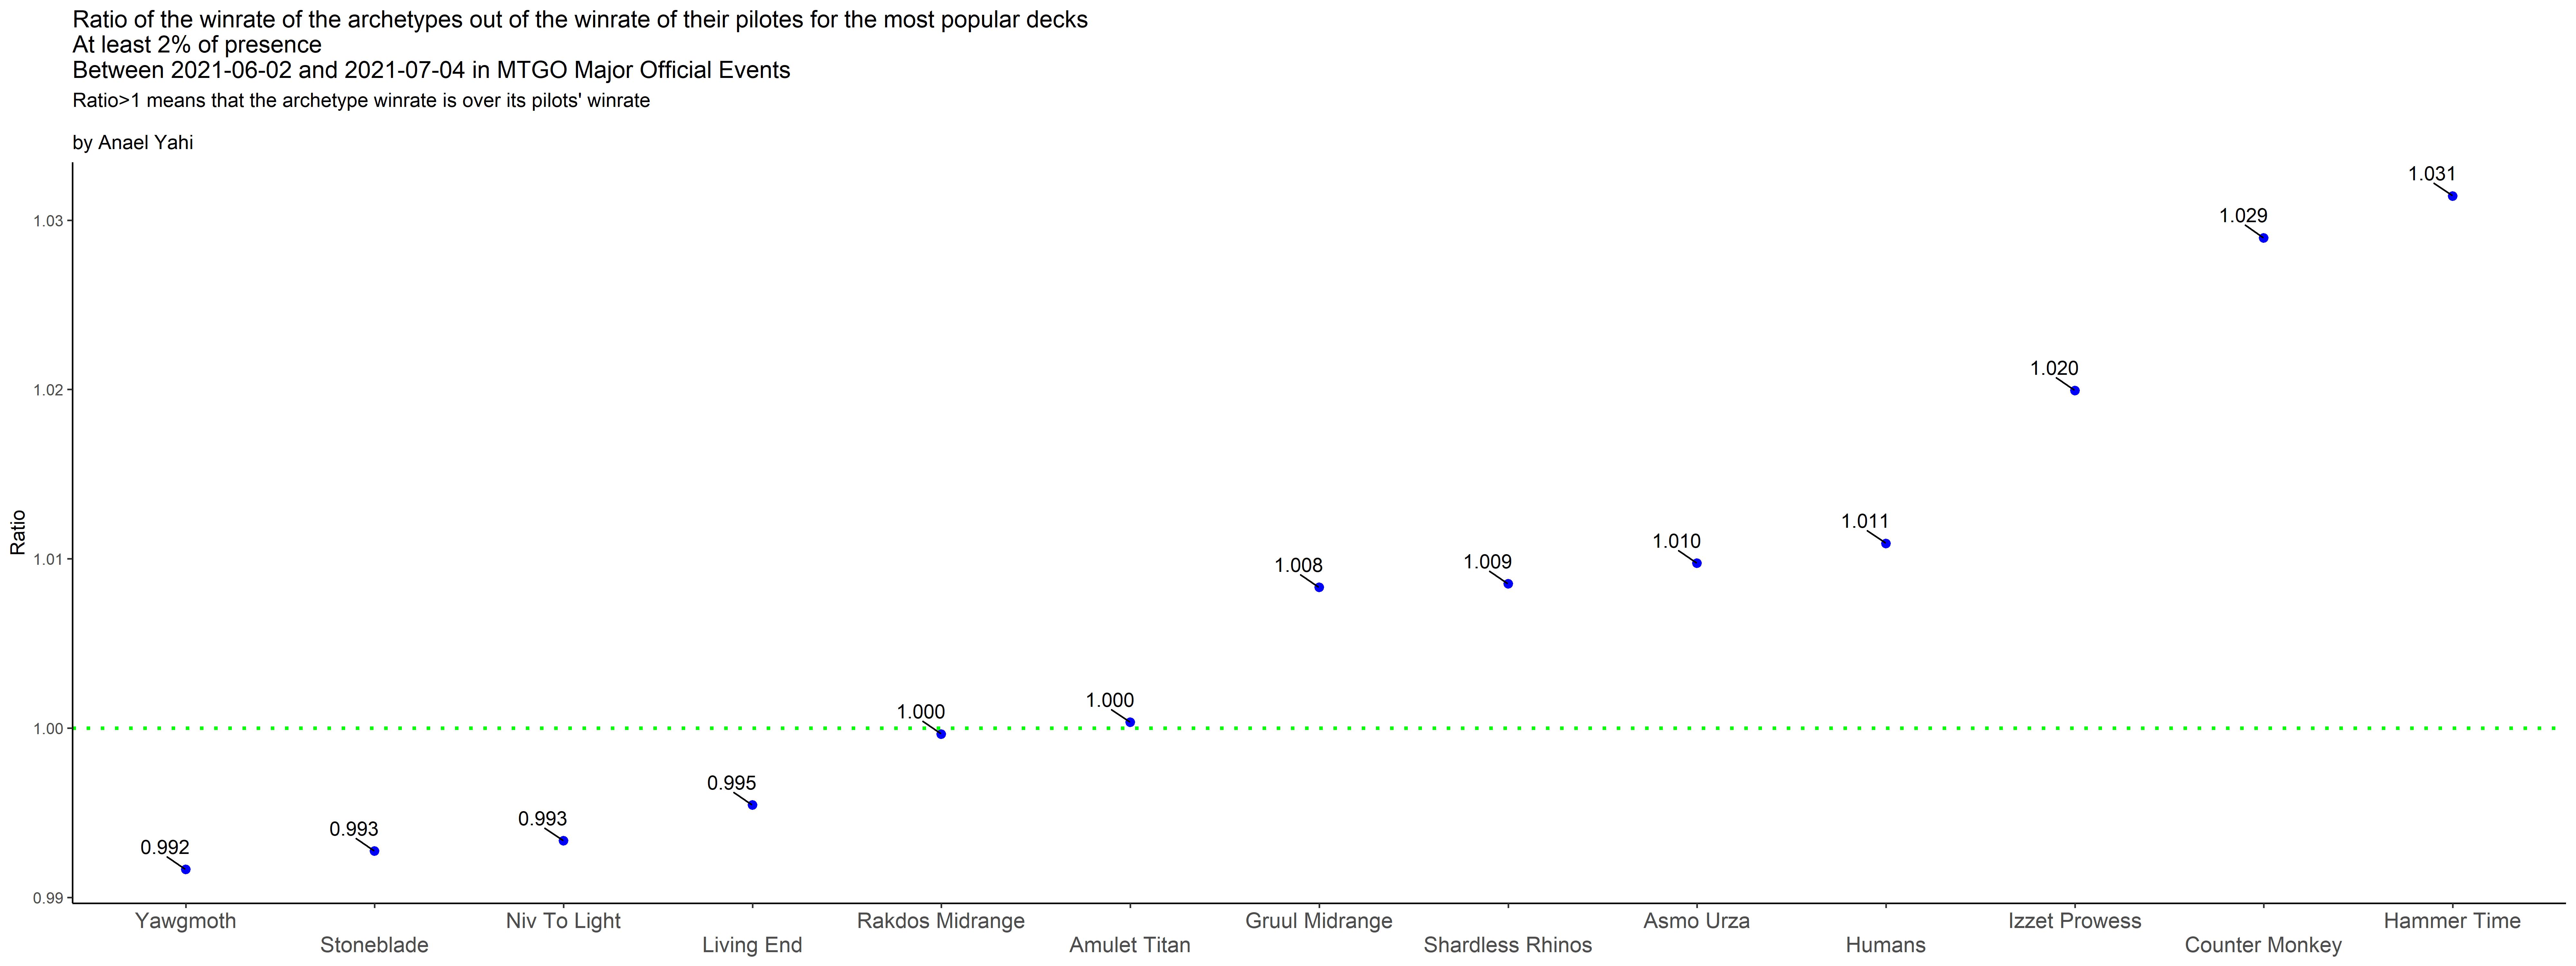 Ratio of the winrate of the archetypes out of the winrate of their pilotes for the most popular decks
At least 2% of presence
Between 2021-06-02 and 2021-07-04 in MTGO Major Official Events
Ratio>1 means that the archetype winrate is over its pilots' winrate
by Anael Yahi
1.031
1.03
1.029
1.02
1.020
Ratio
1.01
1.011
1.010
1.009
1.008
1.00
1.000
1.000
0.995
0.993
0.993
0.992
0.99
Yawgmoth
Stoneblade
Niv To Light
Living End
Rakdos Midrange
Amulet Titan
Gruul Midrange
Shardless Rhinos
Asmo Urza
Humans
Izzet Prowess
Counter Monkey
Hammer Time